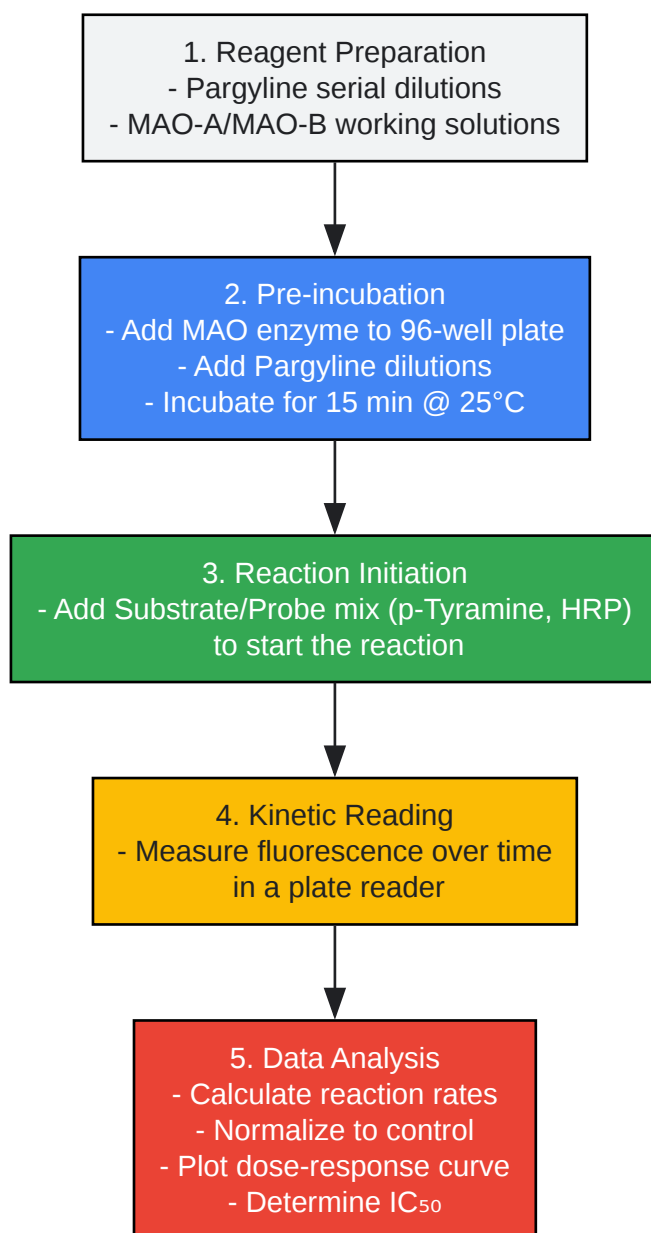 1. Reagent Preparation
- Pargyline serial dilutions
- MAO-A/MAO-B working solutions
2. Pre-incubation
- Add MAO enzyme to 96-well plate
- Add Pargyline dilutions
- Incubate for 15 min @ 25°C
3. Reaction Initiation
- Add Substrate/Probe mix (p-Tyramine, HRP)
to start the reaction
4. Kinetic Reading
- Measure fluorescence over time
in a plate reader
5. Data Analysis
- Calculate reaction rates
- Normalize to control
- Plot dose-response curve
- Determine IC₅₀